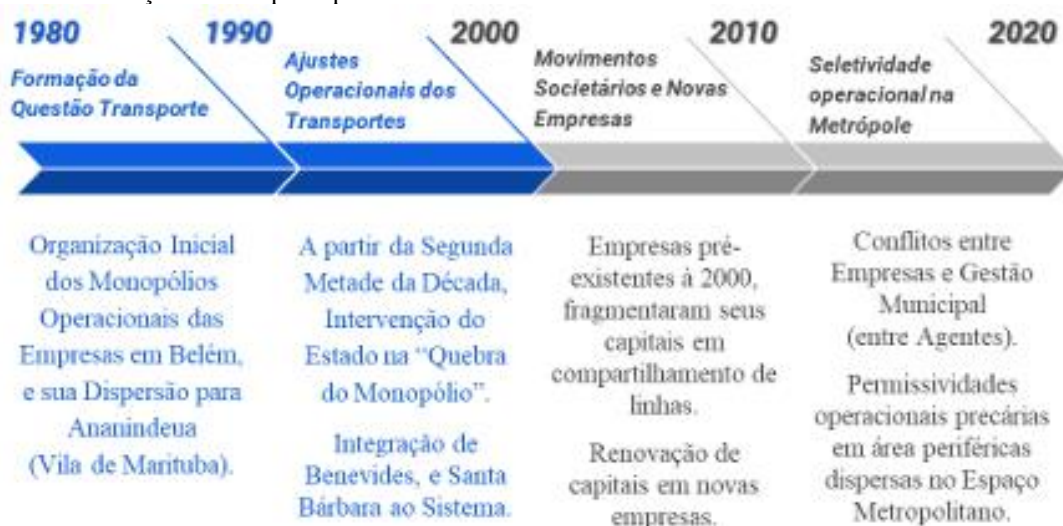 1980
1990
2000
2010
2020
Formação da
Questão Transporte
Ajustes
Operacionais dos
Transportes
Movimentos
Societários e Novas
Empresas
Seletividade
operacional na
Metrópole
Organização Inicial
dos Monopólios
Operacionais das
Empresas em Belém,
e sua Dispersão para
Ananindeua
(Vila de Marituba).
A partir da Segunda
Metade da Década,
Intervenção do
Estado na “Quebra
do Monopólio”.
Integração de
Benevides, e Santa
Bárbara ao Sistema.
Empresas pré-
existentes à 2000,
fragmentaram seus
capitais em
compartilhamento de
linhas.
Renovação de
capitais em novas
empresas.
Conflitos entre
Empresas e Gestão
Municipal
(entre Agentes).
Permissividades
operacionais precárias
em área periféricas
dispersas no Espaço
Metropolitano.